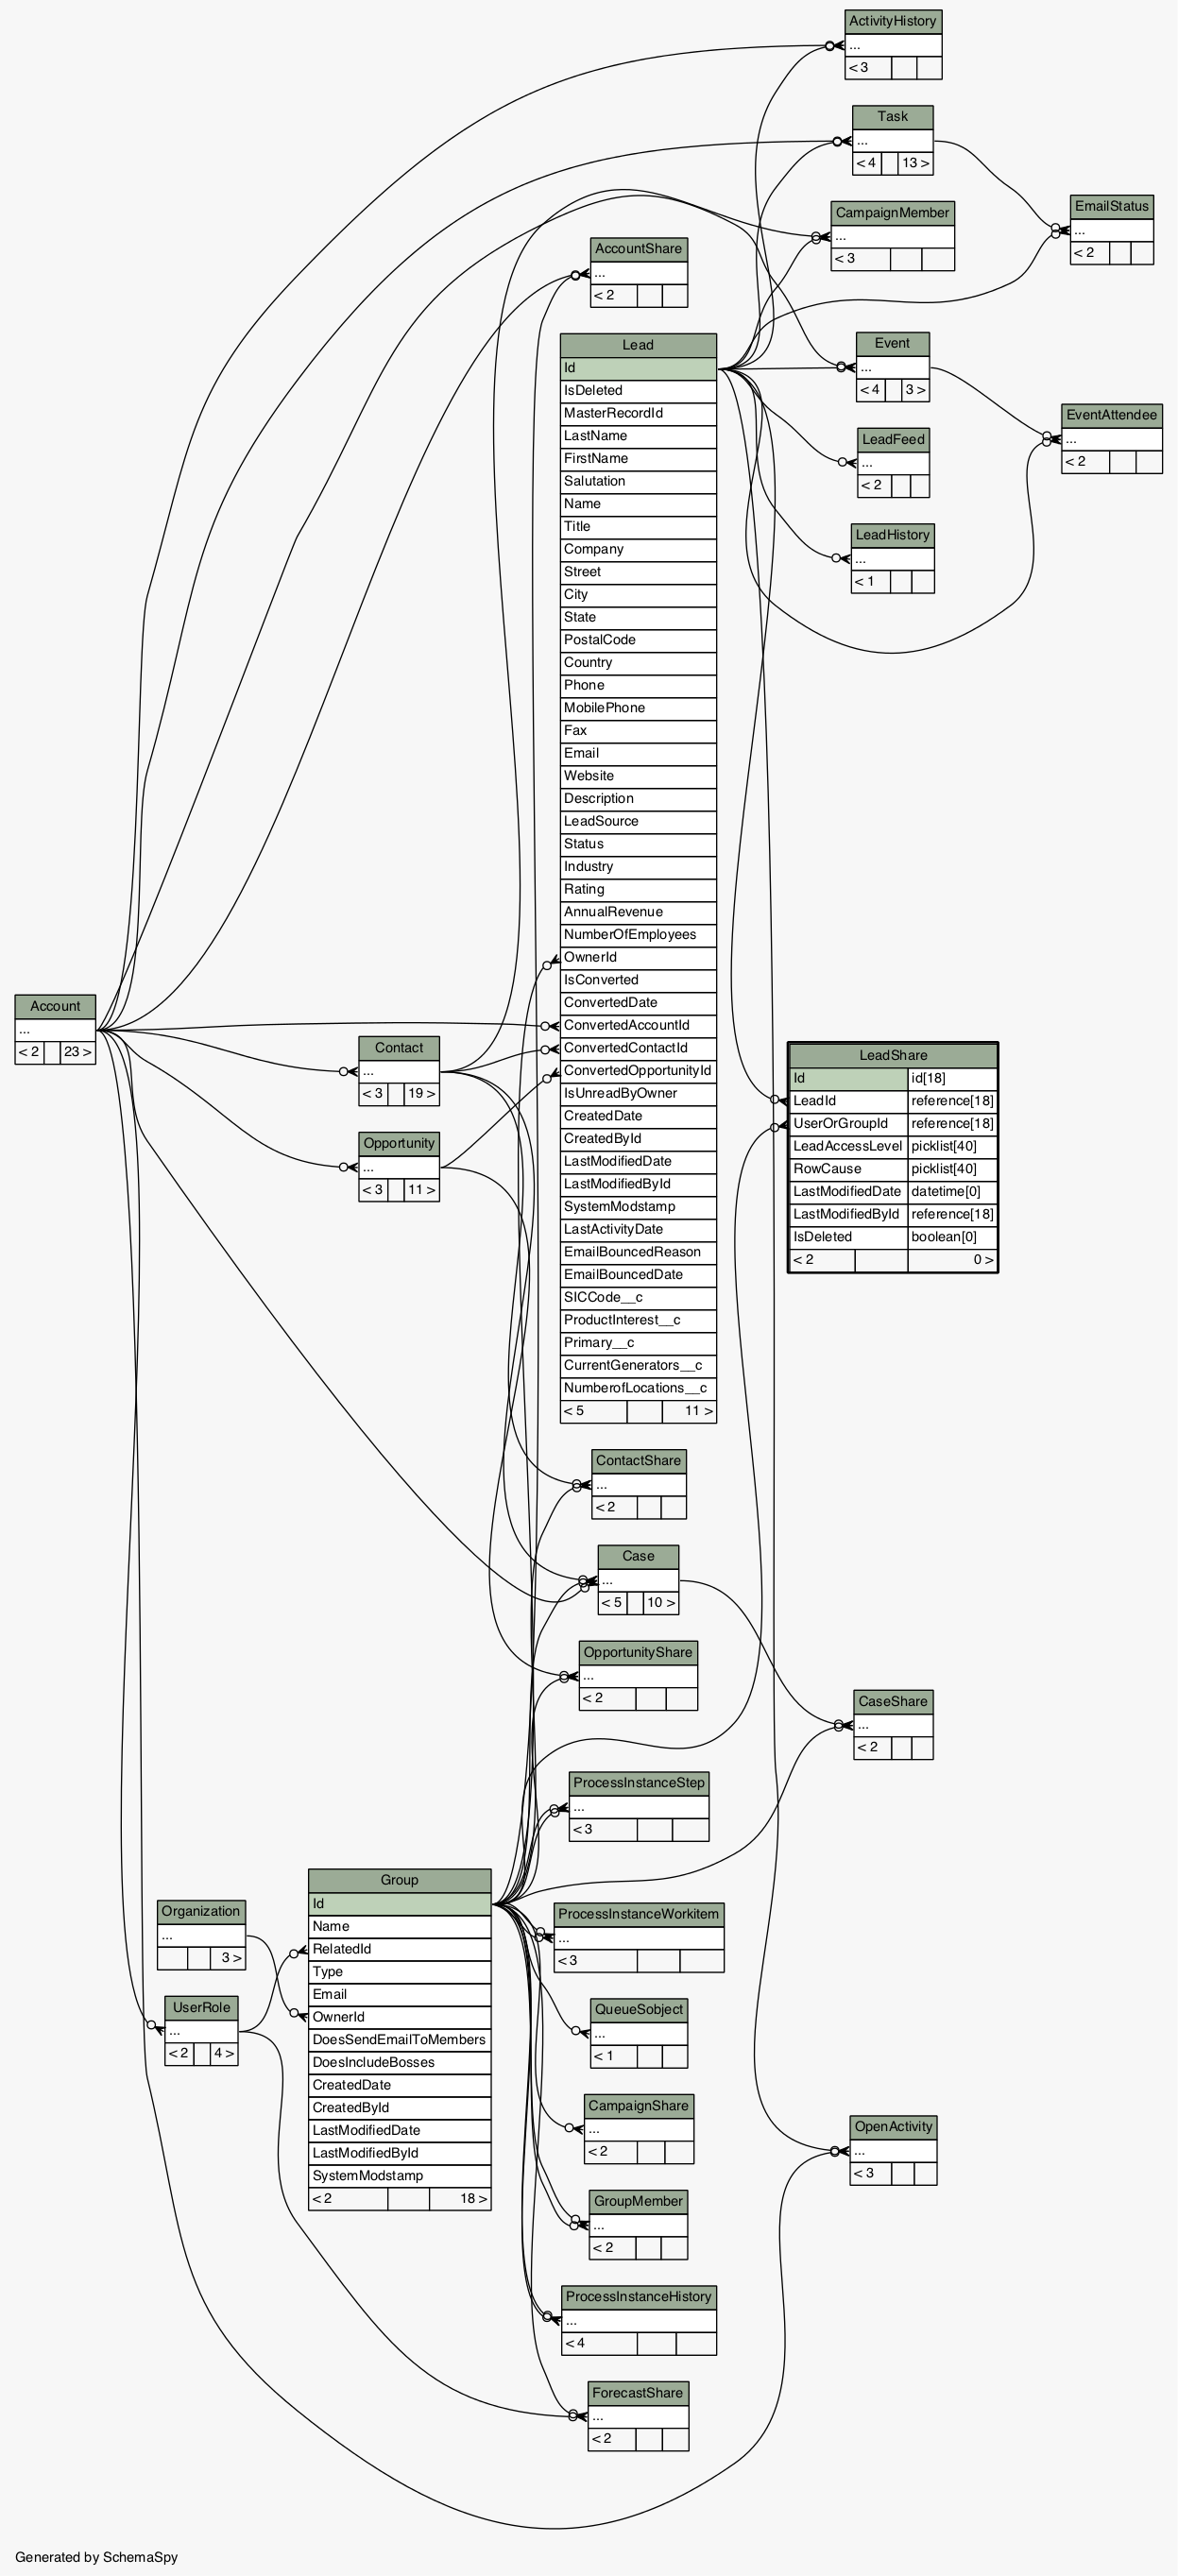 ActivityHistory
...
< 3
Task
...
< 4 13 >
EmailStatus
...
< 2
CampaignMember
...
< 3
AccountShare
...
< 2
Event
...
< 4 3 >
EventAttendee
...
< 2
LeadFeed
...
< 2
LeadHistory
...
< 1
Lead
Id
IsDeleted
MasterRecordId
LastName
FirstName
Salutation
Name
Title
Company
Street
City
State
PostalCode
Country
Phone
MobilePhone
Fax
Email
Website
Description
LeadSource
Status
Industry
Rating
AnnualRevenue
NumberOfEmployees
OwnerId
IsConverted
ConvertedDate
ConvertedAccountId
ConvertedContactId
ConvertedOpportunityId
IsUnreadByOwner
CreatedDate
CreatedById
LastModifiedDate
LastModifiedById
SystemModstamp
LastActivityDate
EmailBouncedReason
EmailBouncedDate
SICCode__c
ProductInterest__c
Primary__c
CurrentGenerators__c
NumberofLocations__c
< 5 11 >
Account
...
< 2 23 >
Contact
...
< 3 19 >
Opportunity
...
< 3 11 >
LeadShare
Id id[18]
LeadId reference[18]
UserOrGroupId reference[18]
LeadAccessLevel picklist[40]
RowCause picklist[40]
LastModifiedDate datetime[0]
LastModifiedById reference[18]
IsDeleted boolean[0]
< 2 0 >
ContactShare
...
< 2
Case
...
< 5 10 >
OpportunityShare
...
< 2
CaseShare
...
< 2
ProcessInstanceStep
...
< 3
Group
Id
Name
RelatedId
Type
Email
OwnerId
DoesSendEmailToMembers
DoesIncludeBosses
CreatedDate
CreatedById
LastModifiedDate
LastModifiedById
SystemModstamp
< 2 18 >
Organization
...
3 >
UserRole
...
< 2 4 >
ProcessInstanceWorkitem
...
< 3
QueueSobject
...
< 1
CampaignShare
...
< 2
OpenActivity
...
< 3
GroupMember
...
< 2
ProcessInstanceHistory
...
< 4
ForecastShare
...
< 2
Generated by SchemaSpy